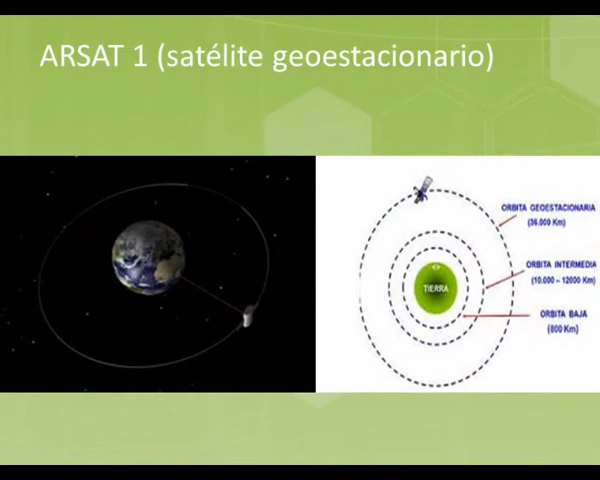 ARSAT 1 (satélite geoestacionario)
ORBITA GEOESTACIONARIA
(36.000 Km)
ORBITA INTERMEDIA
(10.000 – 12000 Km)
TIERRA
ORBITA BAJA
(800 Km)